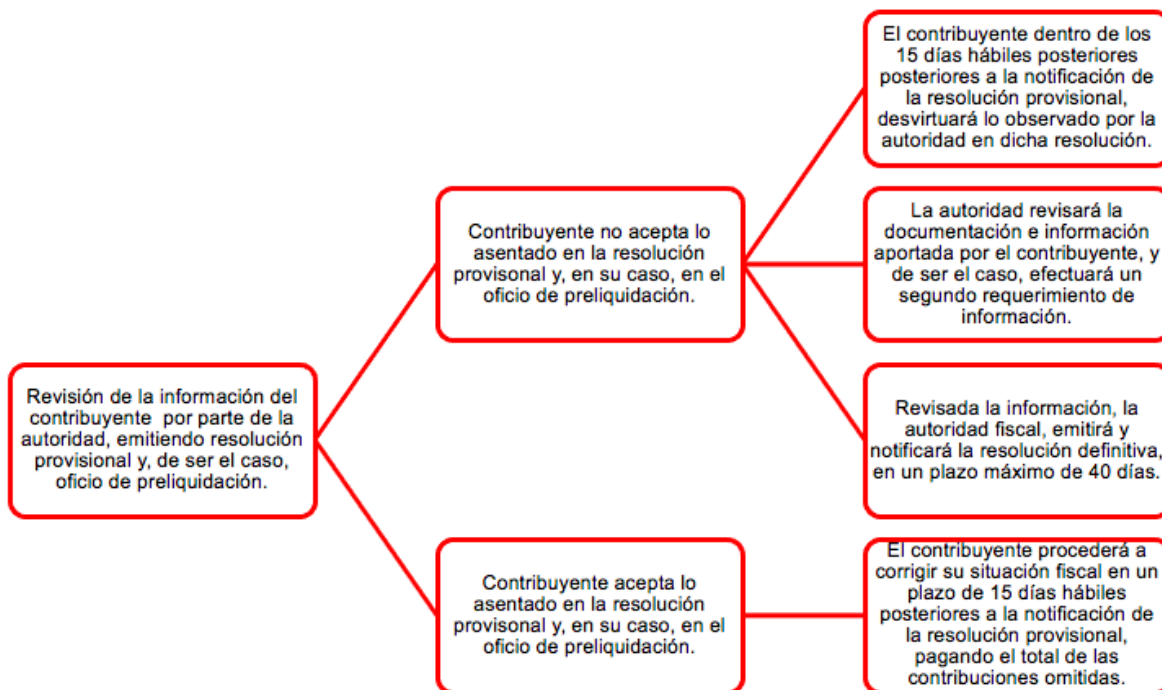 Revisión de la información del
contribuyente por parte de la
autoridad, emitiendo resolución
provisional y, de ser el caso,
oficio de preliquidación.
Contribuyente no acepta lo
asentado en la resolución
provisonal y, en su caso, en el
oficio de preliquidación.
El contribuyente dentro de los
15 días hábiles posteriores
posteriores a la notificación de
la resolución provisional,
desvirtuará lo observado por la
autoridad en dicha resolución.
La autoridad revisará la
documentación e información
aportada por el contribuyente, y
de ser el caso, efectuará un
segundo requerimiento de
información.
Revisada la información, la
autoridad fiscal, emitirá y
notificará la resolución definitiva,
en un plazo máximo de 40 días.
Contribuyente acepta lo
asentado en la resolución
provisonal y, en su caso, en el
oficio de preliquidación.
El contribuyente procederá a
corregir su situación fiscal en un
plazo de 15 días hábiles
posteriores a la notificación de
la resolución provisional,
pagando el total de las
contribuciones omitidas.